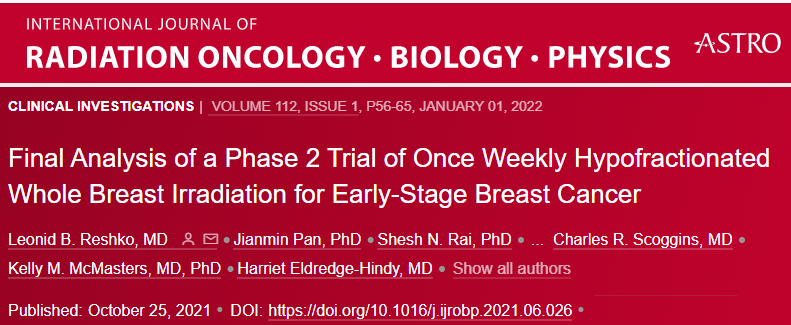 INTERNATIONAL JOURNAL OF
RADIATION ONCOLOGY • BIOLOGY • PHYSICS
ASTRO
CLINICAL INVESTIGATIONS | VOLUME 112, ISSUE 1, P56-65, JANUARY 01, 2022
Final Analysis of a Phase 2 Trial of Once Weekly Hypofractionated
Whole Breast Irradiation for Early-Stage Breast Cancer
Leonid B. Reshko, MD • Jianmin Pan, PhD • Shesh N. Rai, PhD • ... Charles R. Scoggins, MD •
Kelly M. McMasters, MD, PhD • Harriet Eldredge-Hindy, MD • Show all authors
Published: October 25, 2021 • DOI: https://doi.org/10.1016/j.ijrobp.2021.06.026 •